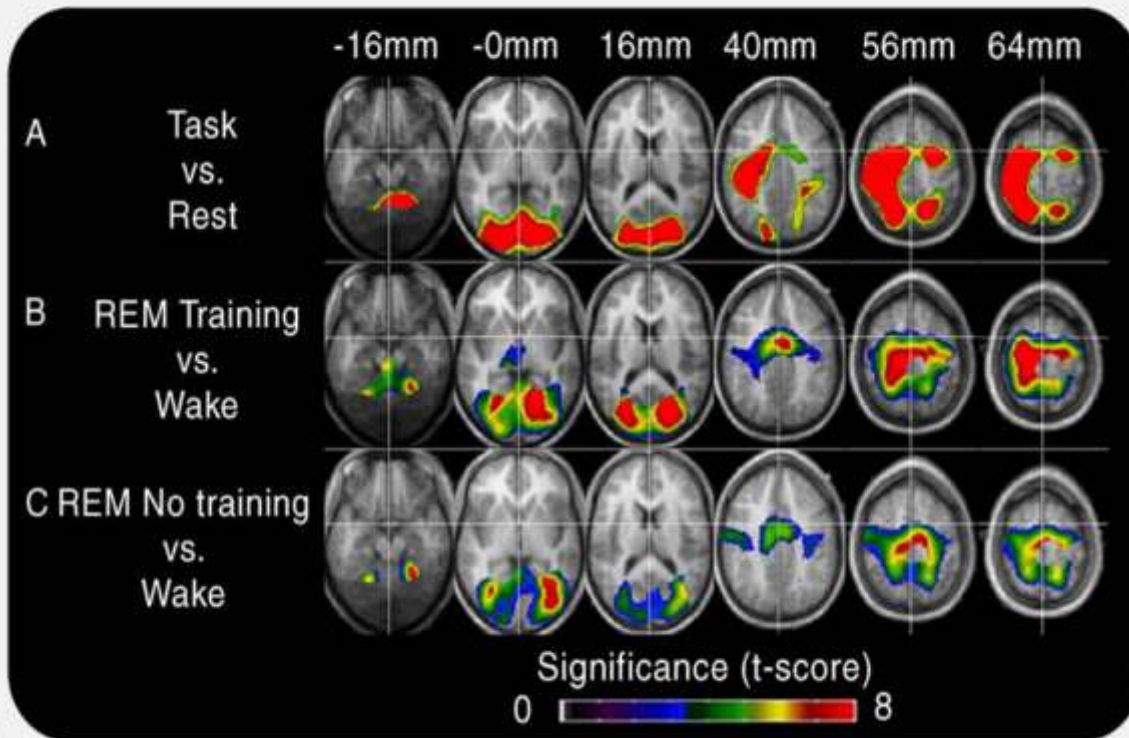 -16mm -0mm 16mm 40mm 56mm 64mm
A Task
vs.
Rest
B REM Training
vs.
Wake
C REM No training
vs.
Wake
Significance (t-score)
0 8